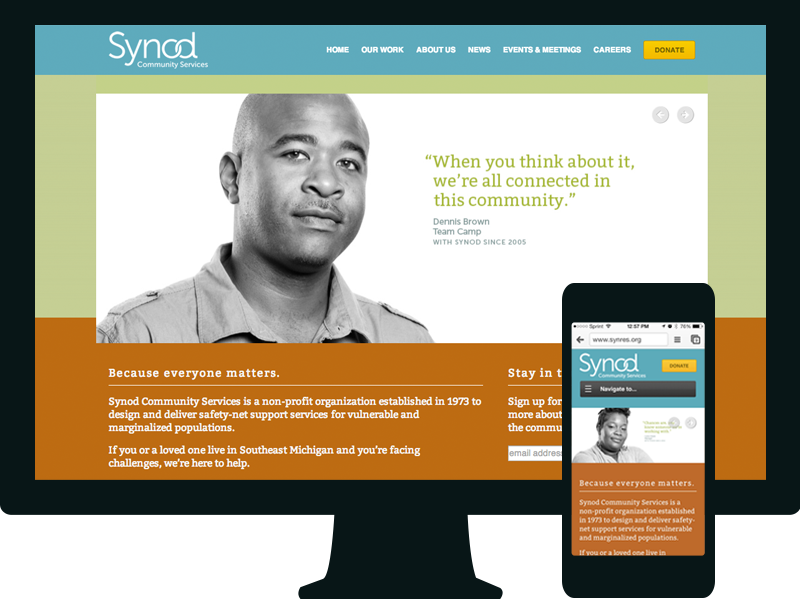 Synod
Community Services
HOME OUR WORK ABOUT US NEWS EVENTS & MEETINGS CAREERS DONATE
“When you think about it,
we’re all connected in
this community.”
Dennis Brown
Team Camp
WITH SYNOD SINCE 2005
Because everyone matters.
Synod Community Services is a non-profit organization established in 1973 to
design and deliver safety-net support services for vulnerable and
marginalized populations.
If you or a loved one live in Southeast Michigan and you’re facing
challenges, we’re here to help.
Stay in t
Sign up for
more about
the commu
email address
Sprint 12:57 PM 76%
www.synres.org
Synod
Community Services
DONATE
Navigate to...
Because everyone matters.
Synod Community Services is a
non-profit organization established
in 1973 to design and deliver safety-
net support services for vulnerable
and marginalized populations.
If you or a loved one live in